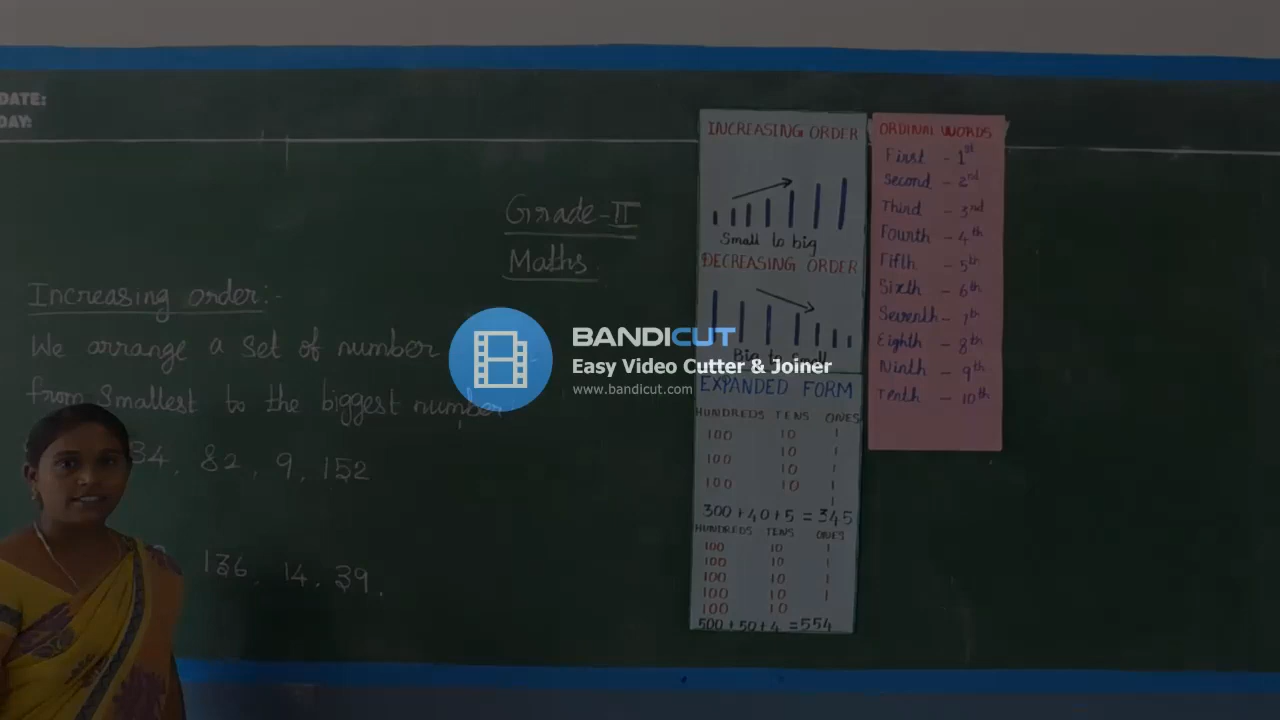 DATE:
DAY:
Grade-II
Maths
Increasing order:-
We arrange a set of number
from smallest to the biggest number
34, 82, 9, 152
136, 14, 39.
INCREASING ORDER
Small to big
DECREASING ORDER
Big to Small
EXPANDED FORM
HUNDREDS TENS ONES
100 10 1
10 1
100 10 1
100 10 1
1
300+40+5 = 345
HUNDREDS TENS ONES
100 10 1
100 10 1
100 10 1
100 10 1
100 10
500+50+4 = 554
ORDINAL WORDS
First - 1st
Second - 2nd
Third - 3nd
Fourth - 4th
Fifth - 5th
Sixth - 6th
Seventh - 7th
Eighth - 8th
Ninth - 9th
Tenth - 10th
BANDICUT
Easy Video Cutter & Joiner
www.bandicut.com